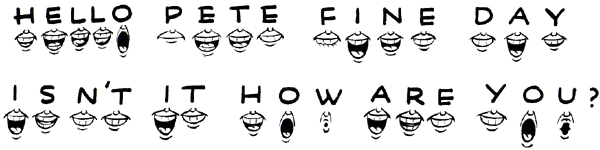 HELLO PETE FINE DAY
ISN'T IT HOW ARE YOU?